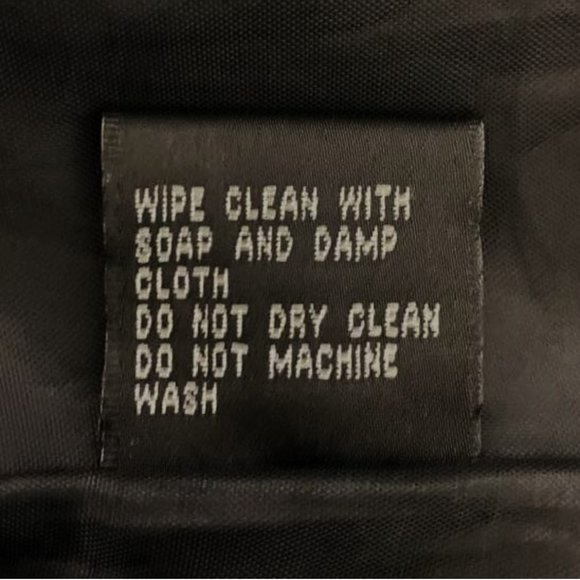 WIPE CLEAN WITH
SOAP AND DAMP
CLOTH
DO NOT DRY CLEAN
DO NOT MACHINE
WASH